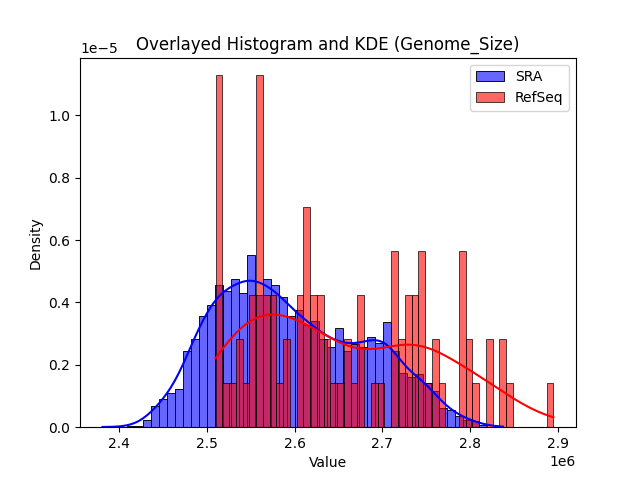 Overlayed Histogram and KDE (Genome_Size)
1e−5
SRA
RefSeq
1.0
0.8
0.6
0.4
0.2
0.0
Density
2.4 2.5 2.6 2.7 2.8 2.9
Value
1e6